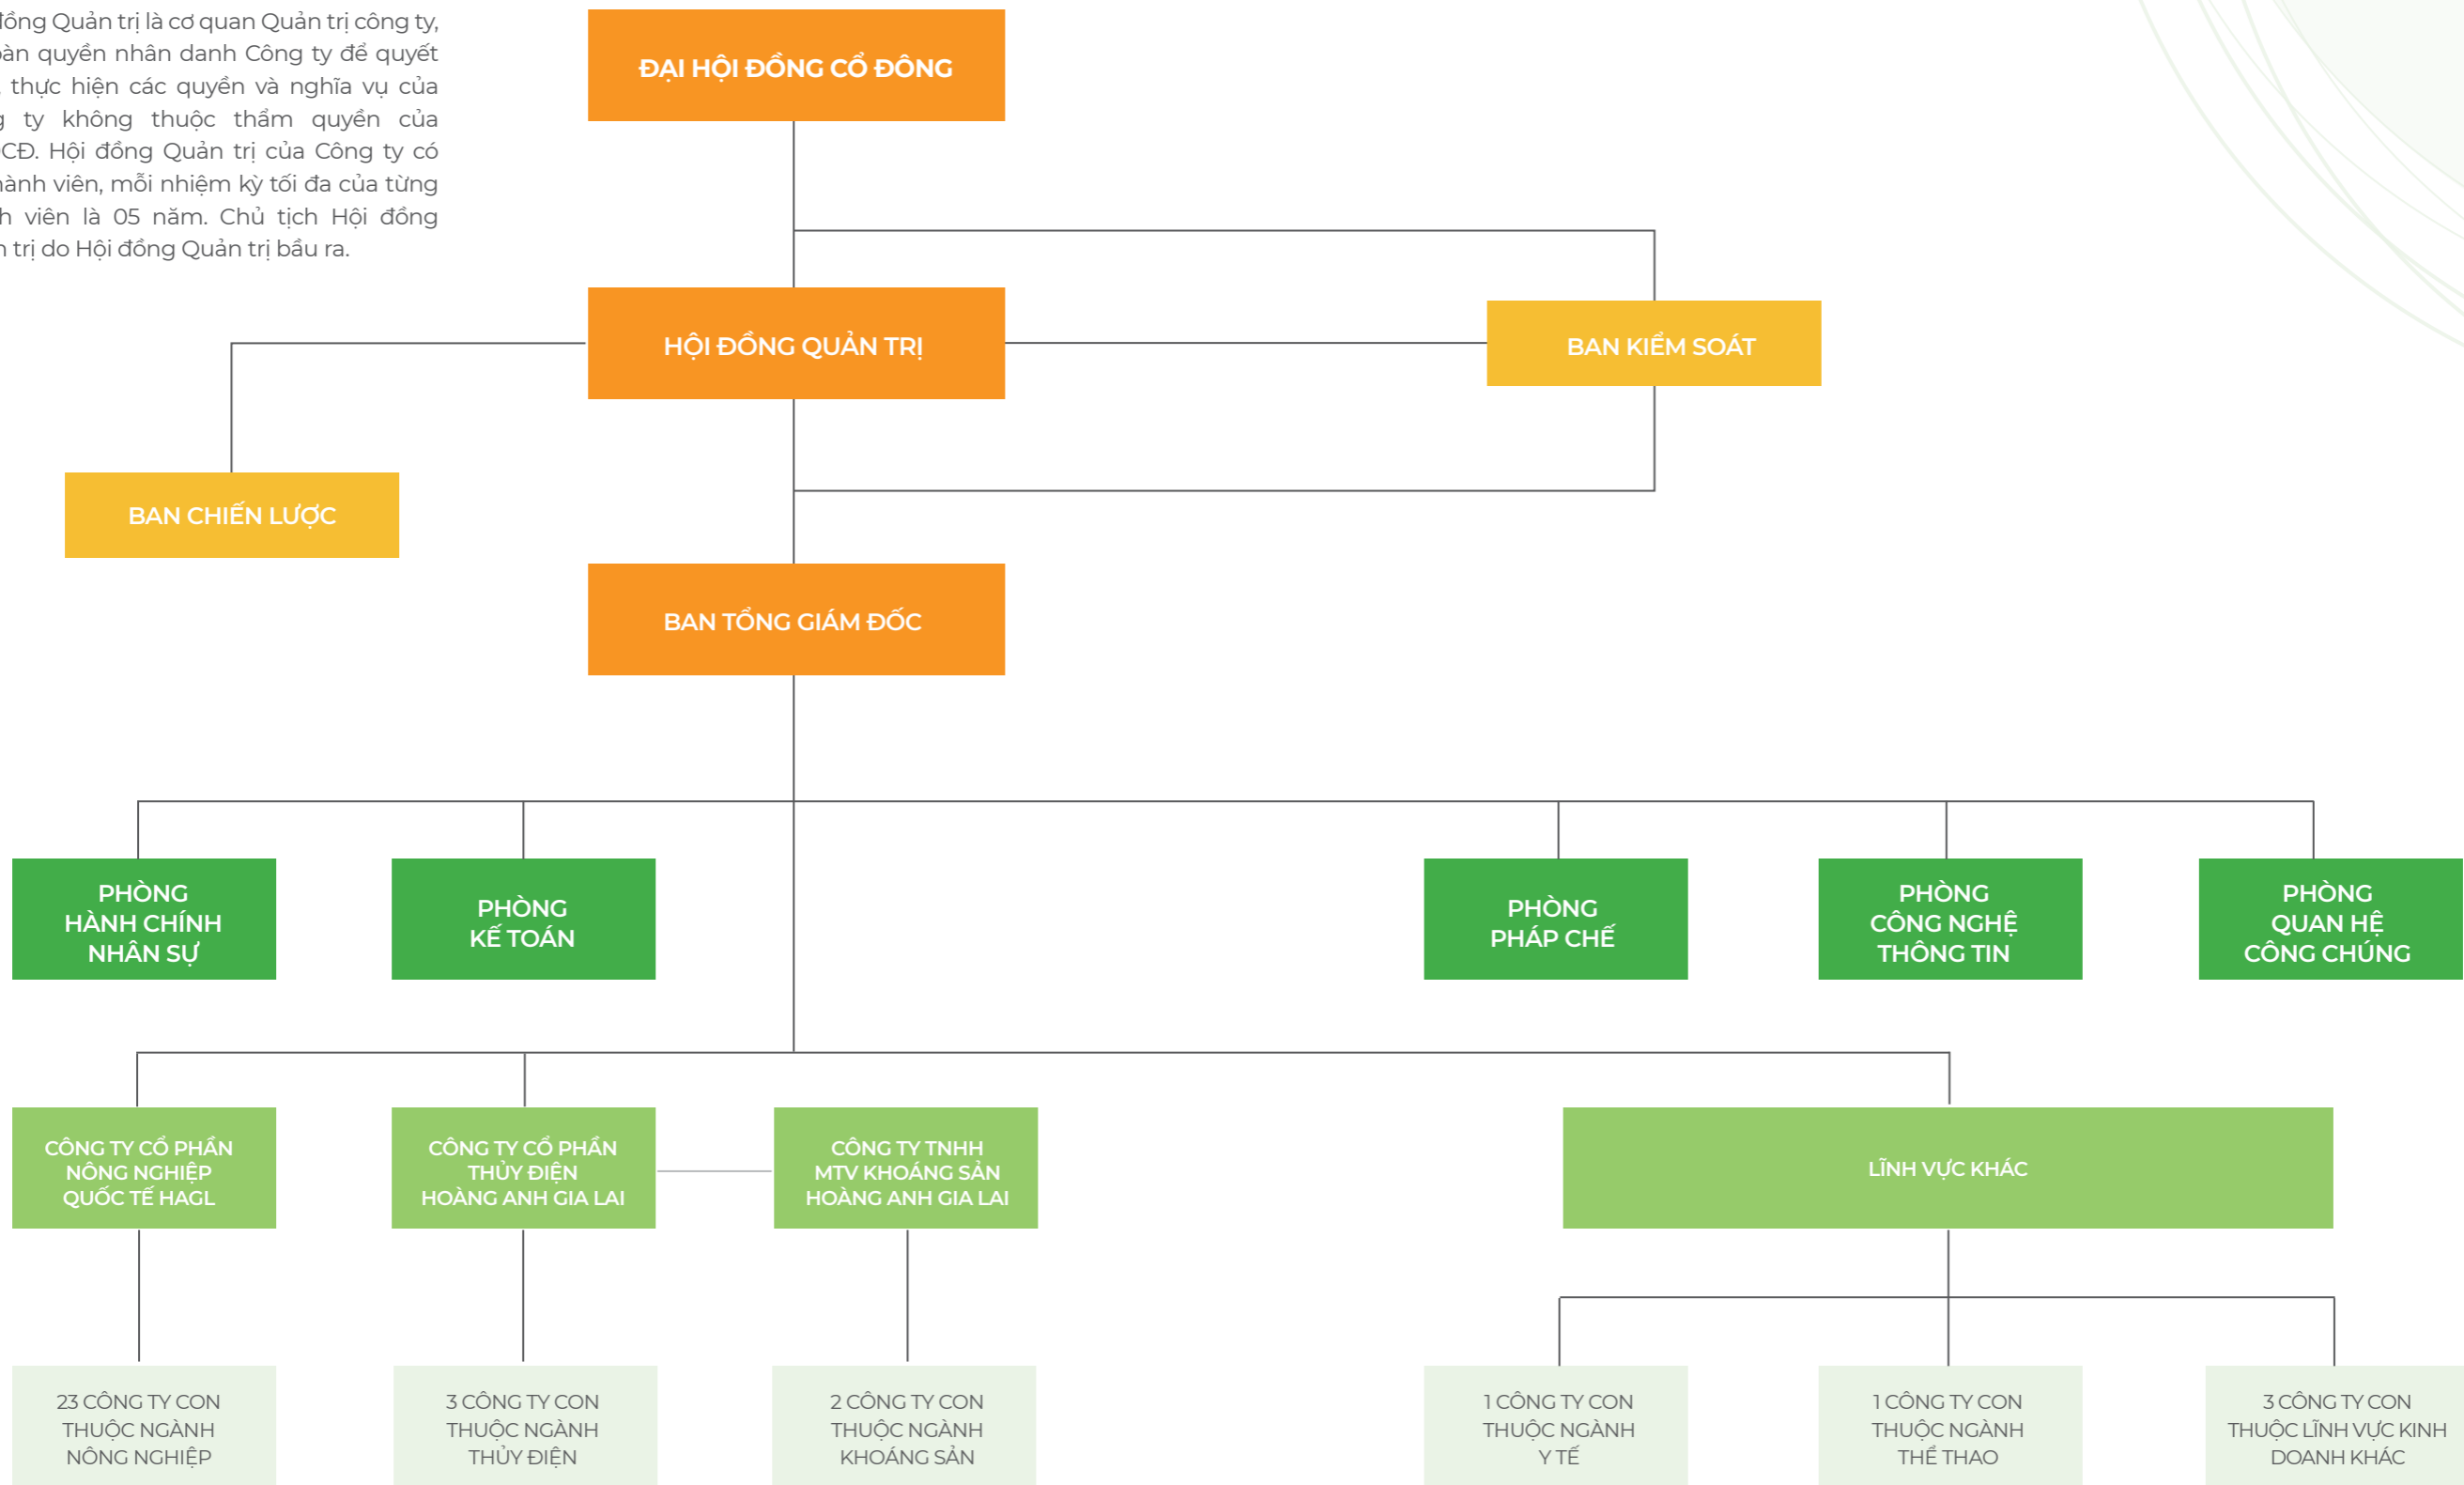 đồng Quản trị là cơ quan Quản trị công ty,
quyền nhân danh Công ty để quyết
thực hiện các quyền và nghĩa vụ của
ty không thuộc thẩm quyền của
Hội đồng Quản trị của Công ty có
viên, mỗi nhiệm kỳ tối đa của từng
viên là 05 năm. Chủ tịch Hội đồng
trị do Hội đồng Quản trị bầu ra.
ĐẠI HỘI ĐỒNG CỔ ĐÔNG
HỘI ĐỒNG QUẢN TRỊ
BAN KIỂM SOÁT
BAN CHIẾN LƯỢC
BAN TỔNG GIÁM ĐỐC
PHÒNG
HÀNH CHÍNH
NHÂN SỰ
PHÒNG
KẾ TOÁN
PHÒNG
PHÁP CHẾ
PHÒNG
CÔNG NGHỆ
THÔNG TIN
PHÒNG
QUAN HỆ
CÔNG CHÚNG
CÔNG TY CỔ PHẦN
NÔNG NGHIỆP
QUỐC TẾ HAGL
CÔNG TY CỔ PHẦN
THỦY ĐIỆN
HOÀNG ANH GIA LAI
CÔNG TY TNHH
MTV KHOÁNG SẢN
HOÀNG ANH GIA LAI
LĨNH VỰC KHÁC
23 CÔNG TY CON
THUỘC NGÀNH
NÔNG NGHIỆP
3 CÔNG TY CON
THUỘC NGÀNH
THỦY ĐIỆN
2 CÔNG TY CON
THUỘC NGÀNH
KHOÁNG SẢN
1 CÔNG TY CON
THUỘC NGÀNH
Y TẾ
1 CÔNG TY CON
THUỘC NGÀNH
THỂ THAO
3 CÔNG TY CON
THUỘC LĨNH VỰC KINH
DOANH KHÁC